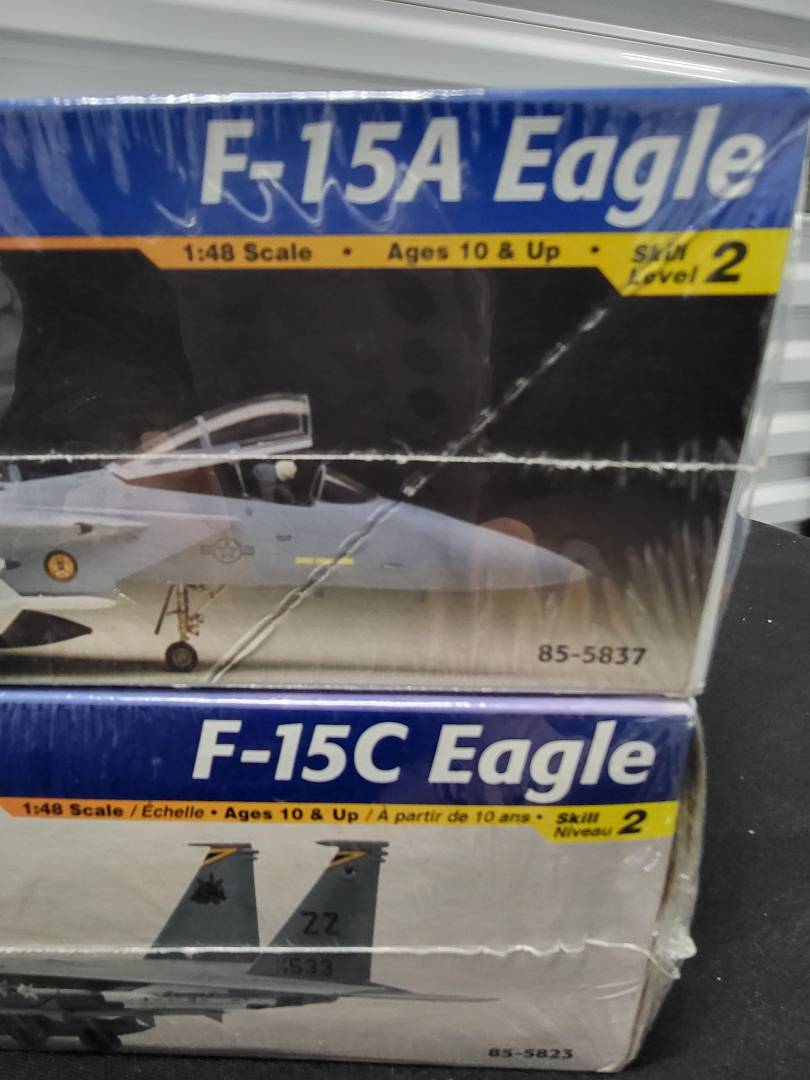 F-15A Eagle
1:48 Scale • Ages 10 & Up • Skill Level 2
85-5837
F-15C Eagle
1:48 Scale / Échelle • Ages 10 & Up / À partir de 10 ans • Skill Niveau 2
ZZ
533
85-5823